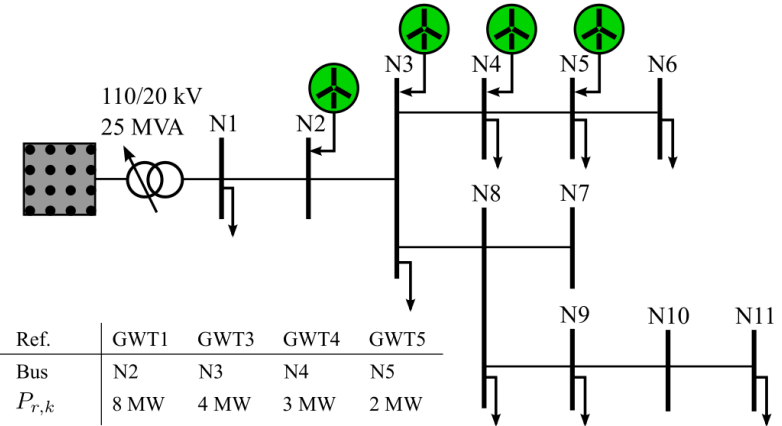 N3
N4
N5
N6
110/20 kV
25 MVA
N1
N2
N8
N7
N9
N10
N11
Ref. GWT1 GWT3 GWT4 GWT5
Bus N2 N3 N4 N5
P_{r,k} 8 MW 4 MW 3 MW 2 MW